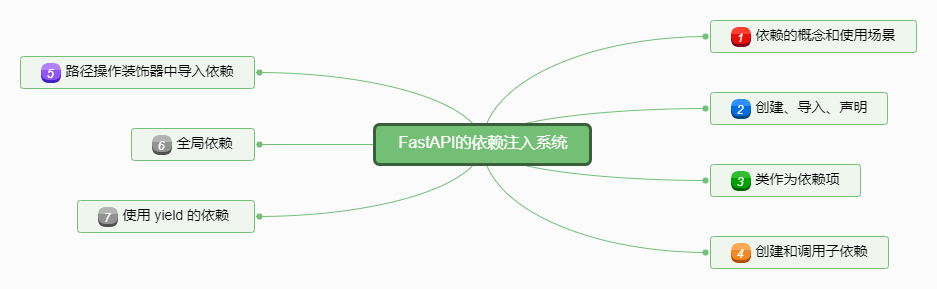 FastAPI的依赖注入系统
1 依赖的概念和使用场景
2 创建、导入、声明
3 类作为依赖项
4 创建和调用子依赖
5 路径操作装饰器中导入依赖
6 全局依赖
7 使用 yield 的依赖